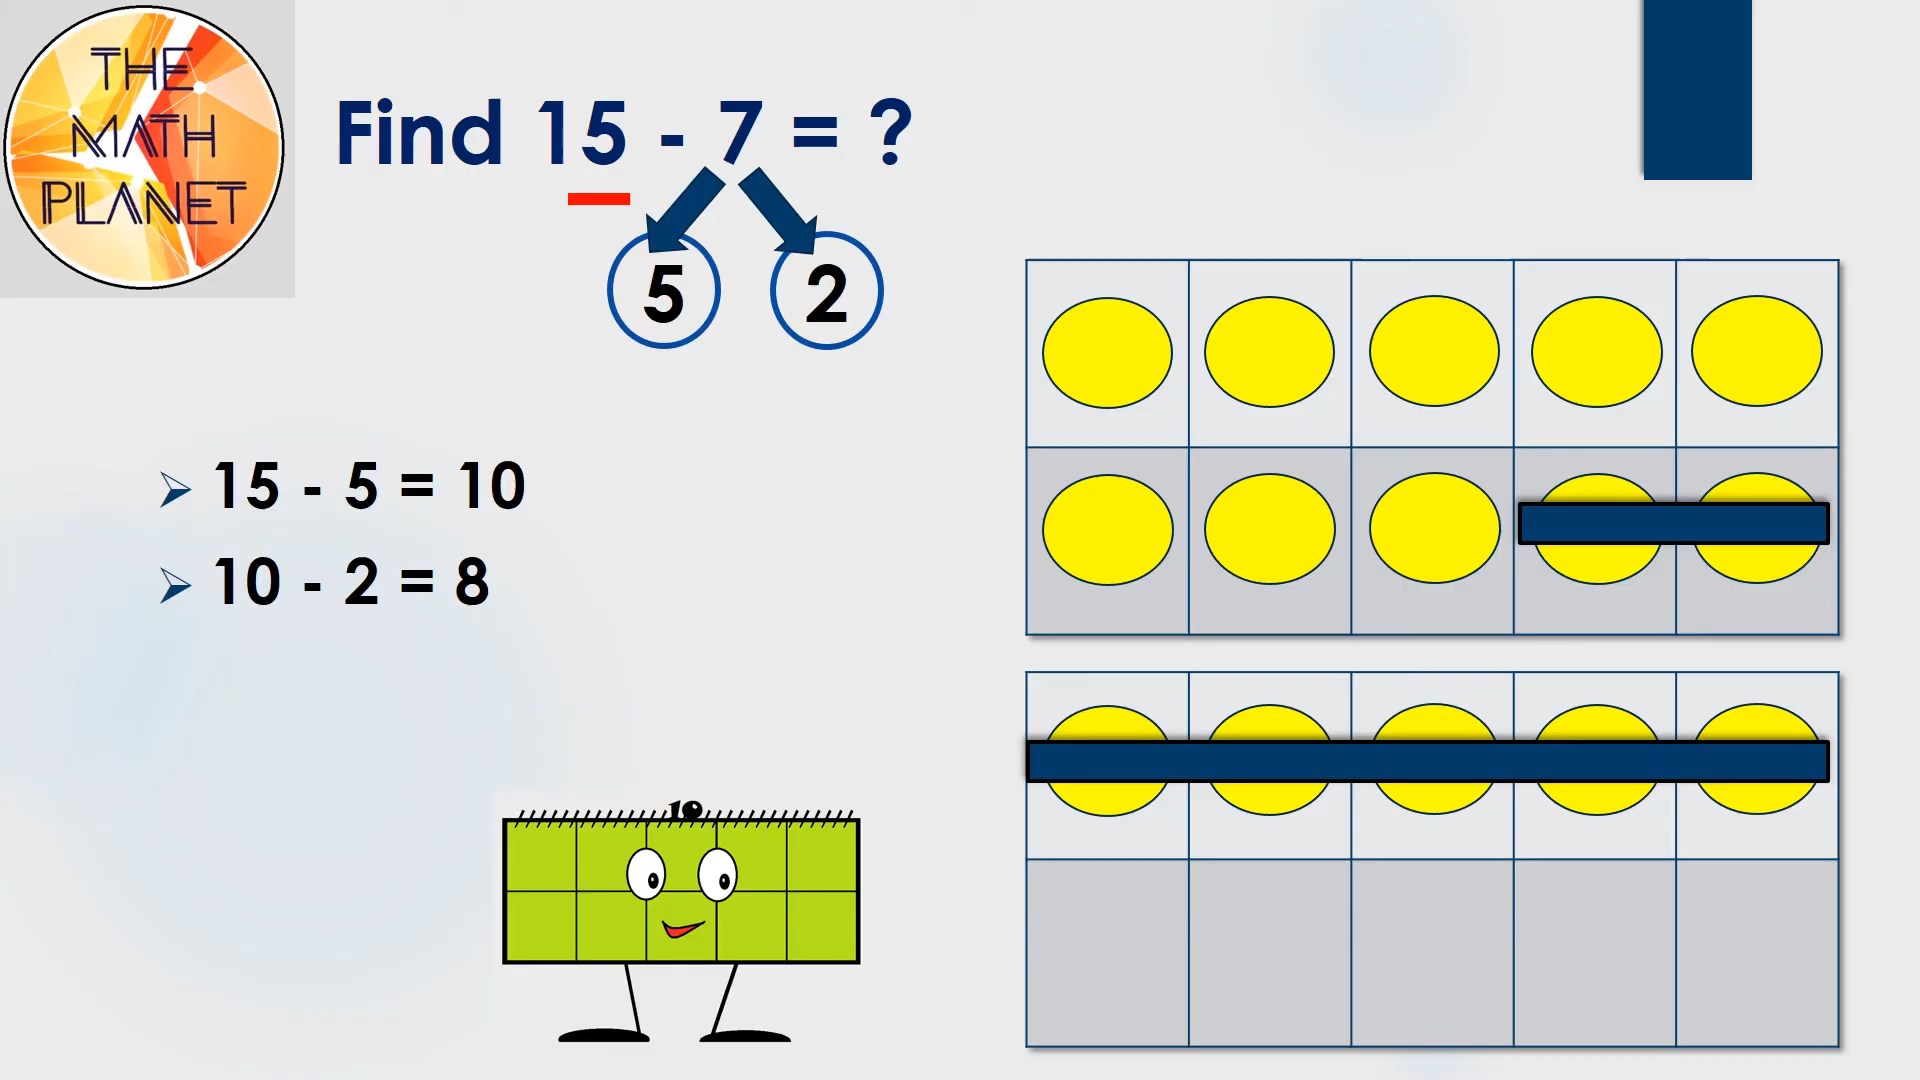 THE
MATH
PLANET
Find 15 - 7 = ?
5 2
15 - 5 = 10
10 - 2 = 8
10